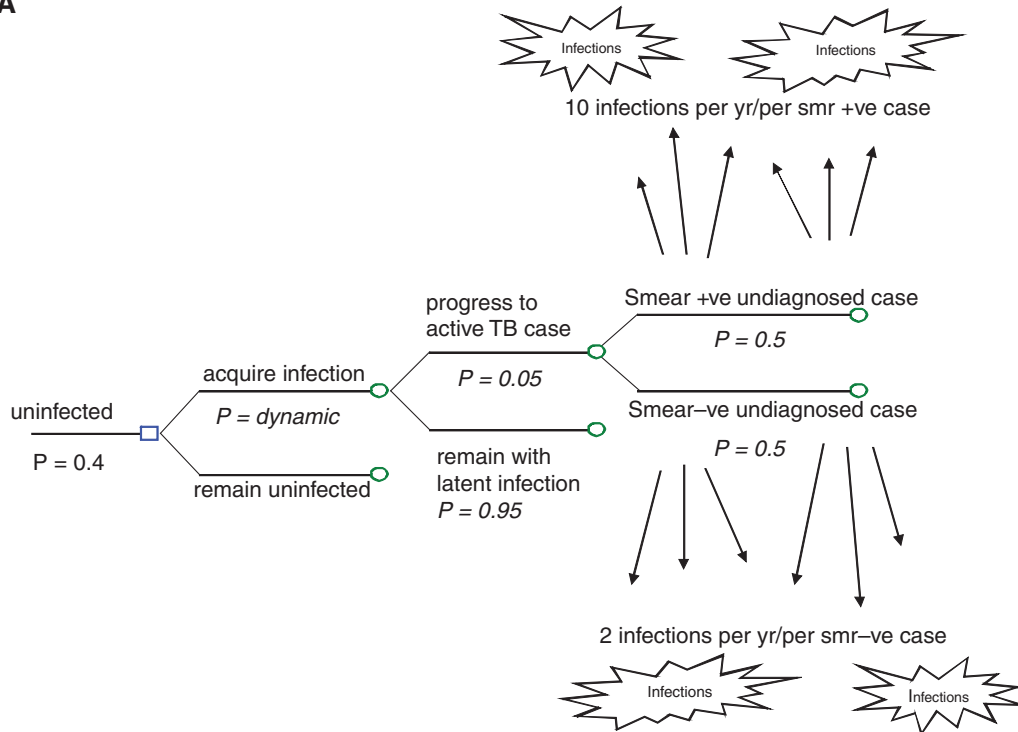 A
Infections
Infections
10 infections per yr/per smr +ve case
Smear +ve undiagnosed case
P = 0.5
progress to
active TB case
P = 0.05
acquire infection
P = dynamic
uninfected
P = 0.4
remain uninfected
remain with
latent infection
P = 0.95
Smear–ve undiagnosed case
P = 0.5
2 infections per yr/per smr–ve case
Infections
Infections